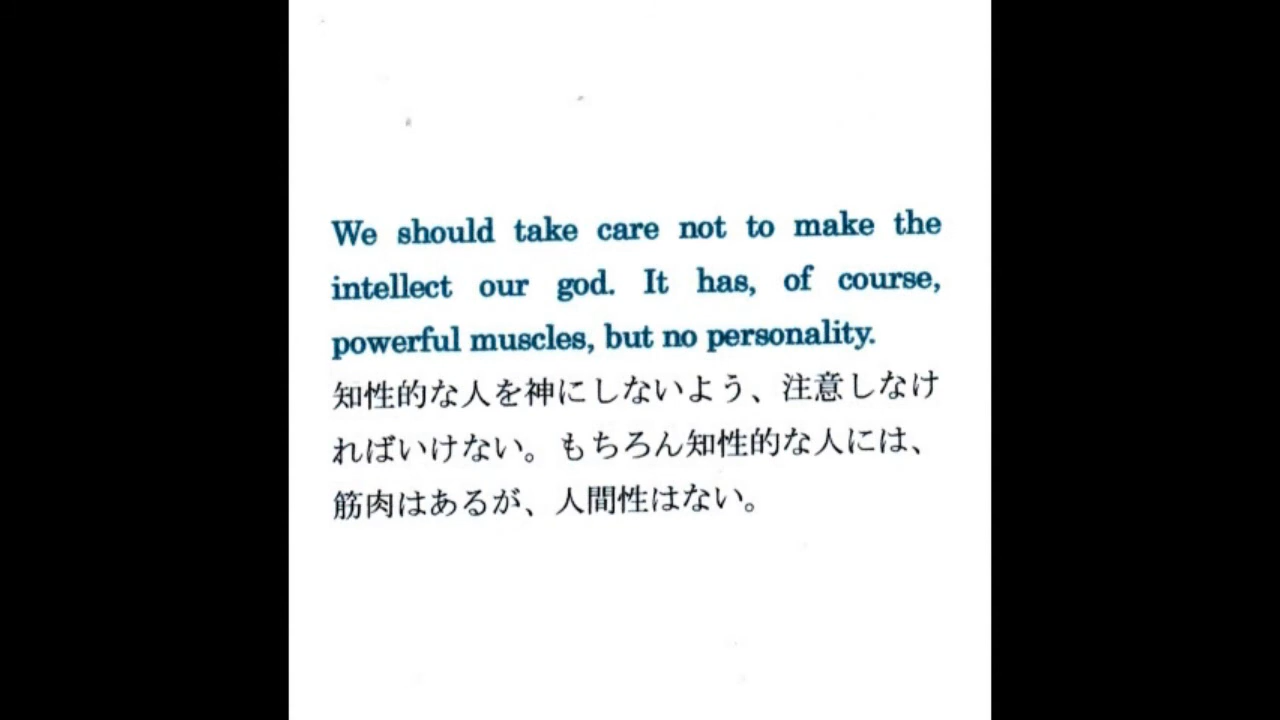 We should take care not to make the
intellect our god. It has, of course,
powerful muscles, but no personality.
知性的な人を神にしないよう、注意しなけ
ればいけない。もちろん知性的な人には、
筋肉はあるが、人間性はない。